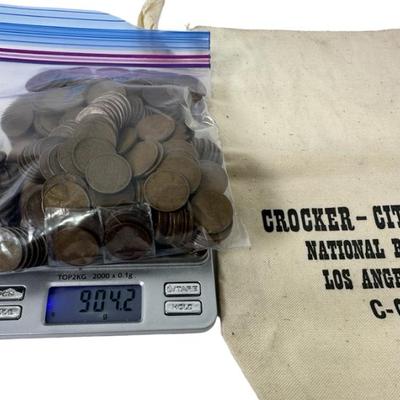 CROCKER-CIT
NATIONAL
LOS ANGE
C-
TOP2KG 2000 x 0.1g
904.2
g
TARE
HOLD